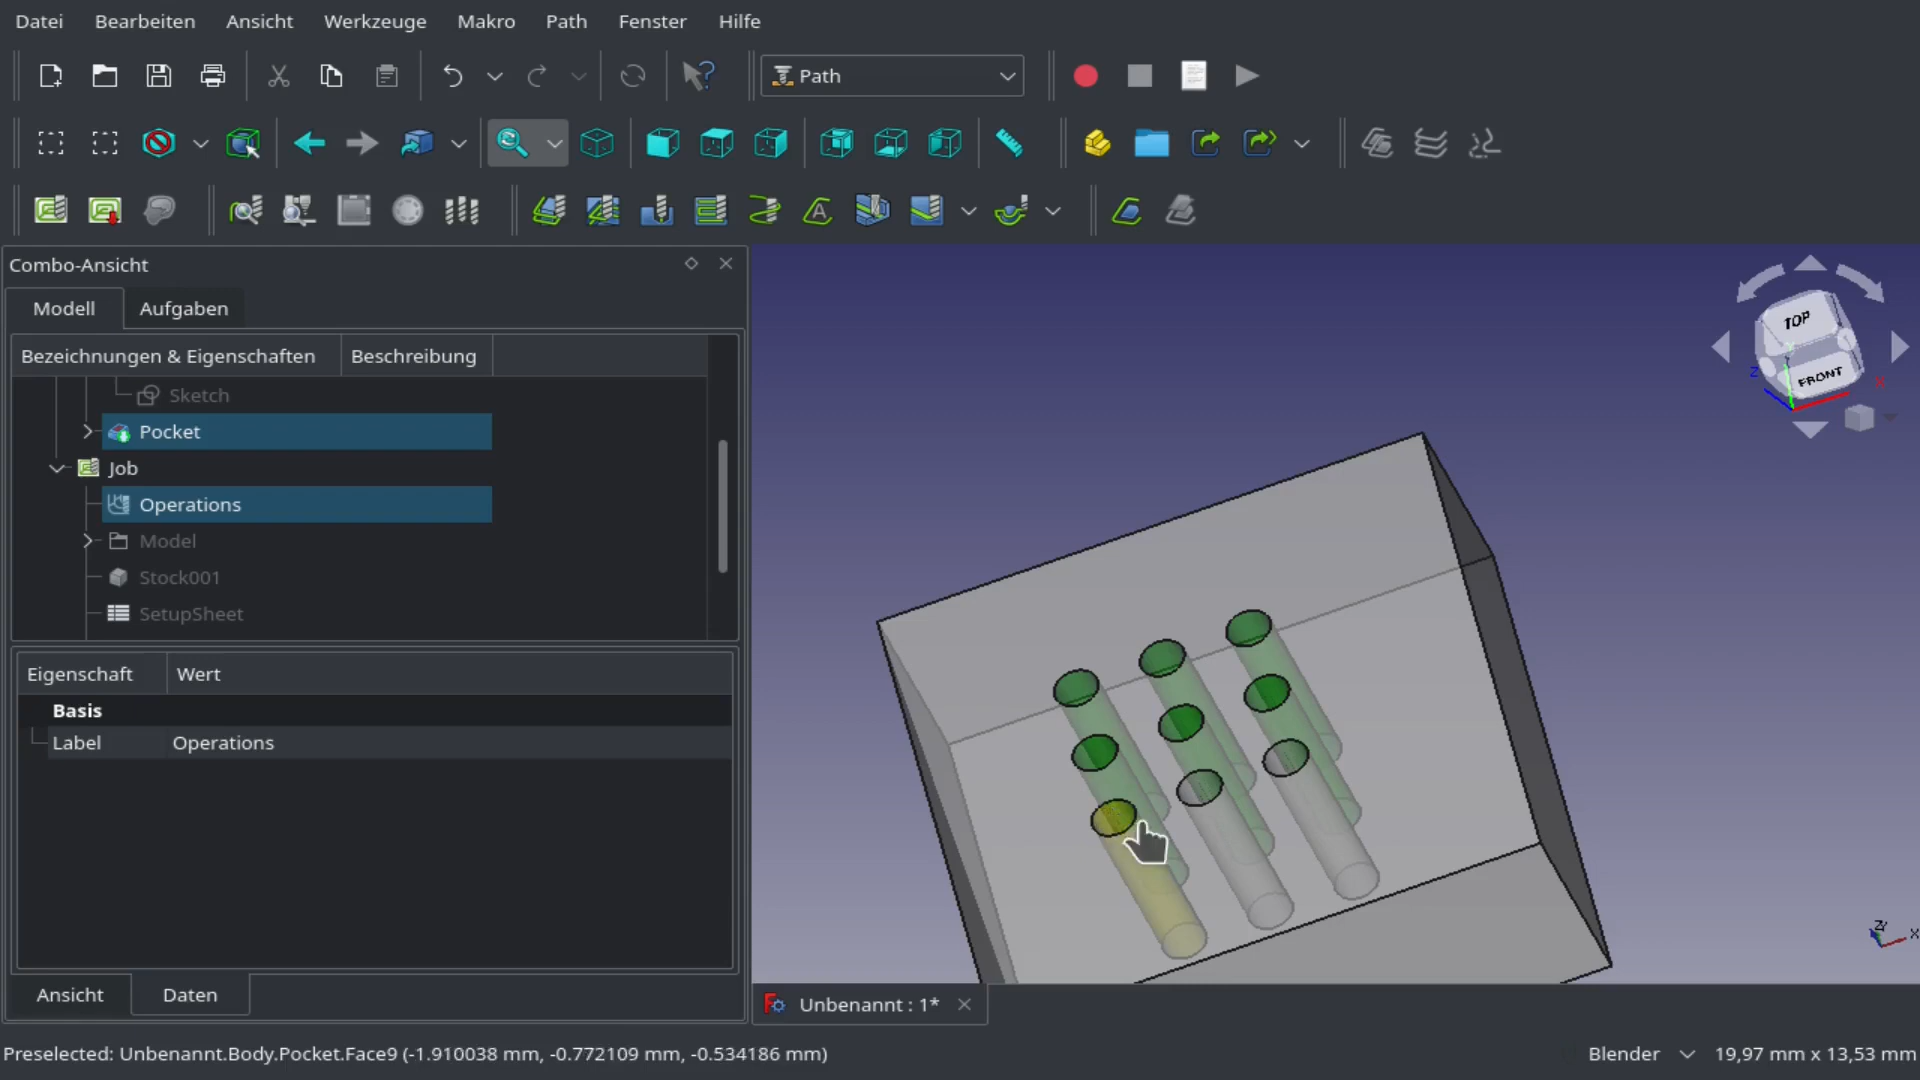 Datei Bearbeiten Ansicht Werkzeuge Makro Path Fenster Hilfe
Path
Combo-Ansicht
Modell Aufgaben
Bezeichnungen & Eigenschaften Beschreibung
Sketch
Pocket
Job
Operations
Model
Stock001
SetupSheet
Eigenschaft Wert
Basis
Label Operations
Ansicht Daten
TOP
FRONT
Z
X
Z
Y
X
Unbenannt : 1*
Preselected: Unbenannt.Body.Pocket.Face9 (-1.910038 mm, -0.772109 mm, -0.534186 mm)
Blender 19,97 mm x 13,53 mm